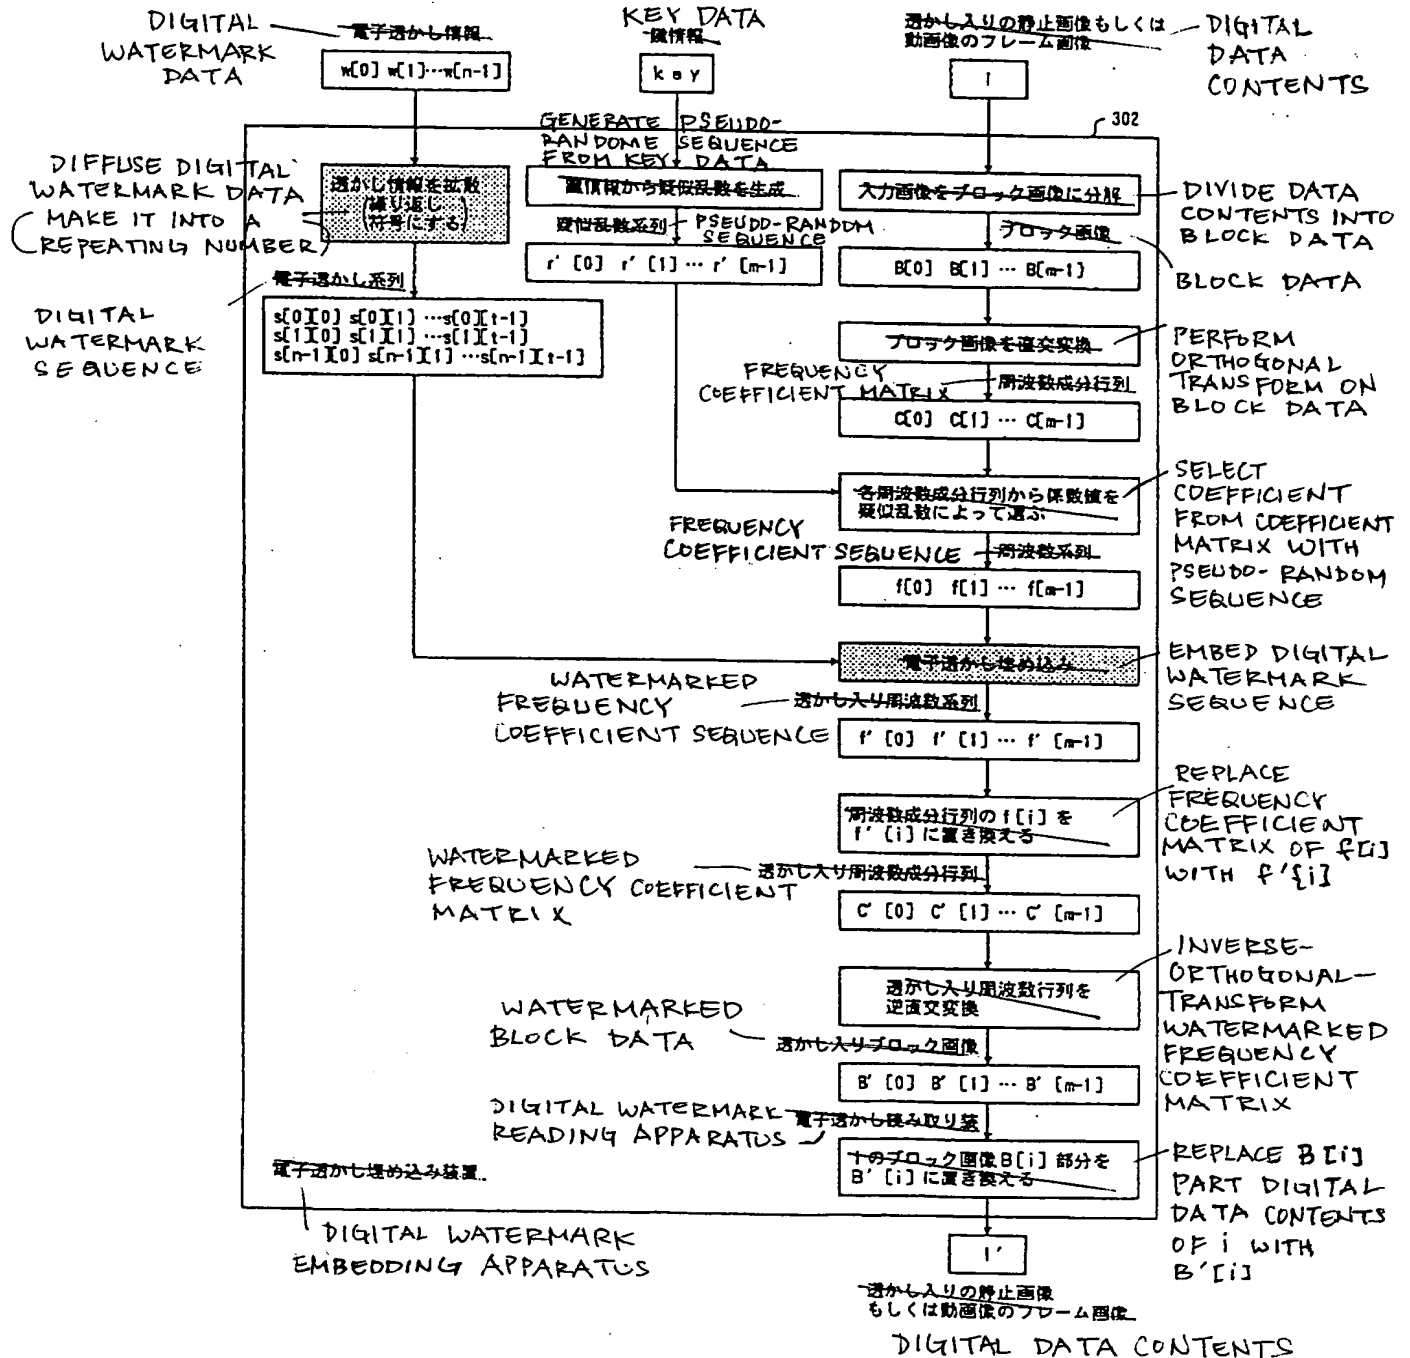 DIGITAL
WATERMARK
DATA
電子透かし情報
w[0] w[1]…w[n-1]
KEY DATA
鍵情報
key
透かし入りの静止画像もしくは
動画像のフレーム画像
I
DIGITAL
DATA
CONTENTS
302
DIFFUSE DIGITAL
WATERMARK DATA
(MAKE IT INTO A
REPEATING NUMBER)
透かし情報を拡散
(繰り返し
符号にする)
GENERATE PSEUDO-
RANDOME SEQUENCE
FROM KEY DATA
鍵情報から疑似乱数を生成
疑似乱数系列
PSEUDO-RANDOM
SEQUENCE
r' [0] r' [1] … r' [m-1]
入力画像をブロック画像に分解
DIVIDE DATA
CONTENTS INTO
BLOCK DATA
ブロック画像
B[0] B[1] … B[m-1]
BLOCK DATA
電子透かし系列
DIGITAL
WATERMARK
SEQUENCE
s[0][0] s[0][1] …s[0][t-1]
s[1][0] s[1][1] …s[1][t-1]
s[n-1][0] s[n-1][1] …s[n-1][t-1]
ブロック画像を直交変換
PERFORM
ORTHOGONAL
TRANSFORM ON
BLOCK DATA
FREQUENCY
COEFFICIENT MATRIX
周波数成分行列
C[0] C[1] … C[m-1]
各周波数成分行列から係数値を
疑似乱数によって選ぶ
SELECT
COEFFICIENT
FROM COEFFICIENT
MATRIX WITH
PSEUDO-RANDOM
SEQUENCE
FREQUENCY
COEFFICIENT SEQUENCE
周波数系列
f[0] f[1] … f[m-1]
電子透かし埋め込み
EMBED DIGITAL
WATERMARK
SEQUENCE
WATERMARKED
FREQUENCY
COEFFICIENT SEQUENCE
透かし入り周波数系列
f' [0] f' [1] … f' [m-1]
周波数成分行列の f[i] を
f' [i] に置き換える
REPLACE
FREQUENCY
COEFFICIENT
MATRIX OF f[i]
WITH f'{i]
WATERMARKED
FREQUENCY COEFFICIENT
MATRIX
透かし入り周波数成分行列
C' [0] C' [1] … C' [m-1]
透かし入り周波数行列を
逆直交変換
INVERSE-
ORTHOGONAL-
TRANSFORM
WATERMARKED
FREQUENCY
COEFFICIENT
MATRIX
WATERMARKED
BLOCK DATA
透かし入りブロック画像
B' [0] B' [1] … B' [m-1]
DIGITAL WATERMARK
READING APPARATUS
電子透かし読み取り装
Iのブロック画像B[i] 部分を
B' [i] に置き換える
REPLACE B[i]
PART DIGITAL
DATA CONTENTS
OF i WITH
B'[i]
電子透かし埋め込み装置
DIGITAL WATERMARK
EMBEDDING APPARATUS
I'
透かし入りの静止画像
もしくは動画像のフレーム画像
DIGITAL DATA CONTENTS